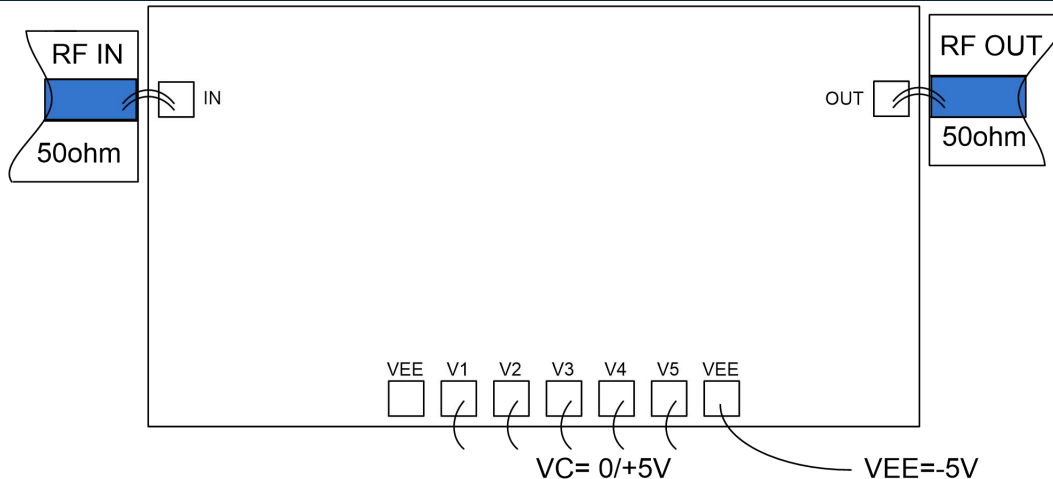 RF IN
RF OUT
IN
OUT
50ohm
50ohm
VEE V1 V2 V3 V4 V5 VEE
VC= 0/+5V
VEE=-5V